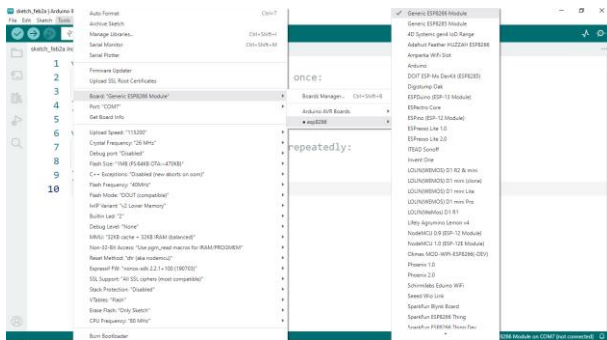 sketch_feb2a | Arduino
File Edit Sketch Tools
sketch_feb2a.ino
1
2
3
4
5
6
7
8
9
10
once:
repeatedly:
Auto Format Ctrl+T
Archive Sketch
Manage Libraries... Ctrl+Shift+I
Serial Monitor Ctrl+Shift+M
Serial Plotter
Firmware Updater
Upload SSL Root Certificates
Board: "Generic ESP8266 Module"
Port: "COM7"
Get Board Info
Upload Speed: "115200"
Crystal Frequency: "26 MHz"
Debug port: "Disabled"
Flash Size: "1MB (FS:64KB OTA:~470KB)"
C++ Exceptions: "Disabled (new aborts on oom)"
Flash Frequency: "40MHz"
Flash Mode: "DOUT (compatible)"
lwIP Variant: "v2 Lower Memory"
Builtin Led: "2"
Debug Level: "None"
MMU: "32KB cache + 32KB IRAM (balanced)"
Non-32-Bit Access: "Use pgm_read macros for IRAM/PROGMEM"
Reset Method: "dtr (aka nodemcu)"
Espressif FW: "nonos-sdk 2.2.1+100 (190703)"
SSL Support: "All SSL ciphers (most compatible)"
Stack Protection: "Disabled"
VTables: "Flash"
Erase Flash: "Only Sketch"
CPU Frequency: "80 MHz"
Burn Bootloader
Boards Manager... Ctrl+Shift+B
Arduino AVR Boards
esp8266
Generic ESP8266 Module
Generic ESP8285 Module
4D Systems gen4 IoD Range
Adafruit Feather HUZZAH ESP8266
Amperka WiFi Slot
Arduino
DOIT ESP-Mx DevKit (ESP8285)
Digistump Oak
ESPDuino (ESP-13 Module)
ESPectro Core
ESPino (ESP-12 Module)
ESPresso Lite 1.0
ESPresso Lite 2.0
ITEAD Sonoff
Invent One
LOLIN(WEMOS) D1 R2 & mini
LOLIN(WEMOS) D1 mini (clone)
LOLIN(WEMOS) D1 mini Lite
LOLIN(WEMOS) D1 mini Pro
LOLIN(WeMos) D1 R1
Lifely Agrumino Lemon v4
NodeMCU 0.9 (ESP-12 Module)
NodeMCU 1.0 (ESP-12E Module)
Olimex MOD-WIFI-ESP8266(-DEV)
Phoenix 1.0
Phoenix 2.0
Schirmilabs Eduino WiFi
Seeed Wio Link
SparkFun Blynk Board
SparkFun ESP8266 Thing
SparkFun ESP8266 Thing Dev
8266 Module on COM7 [not connected]